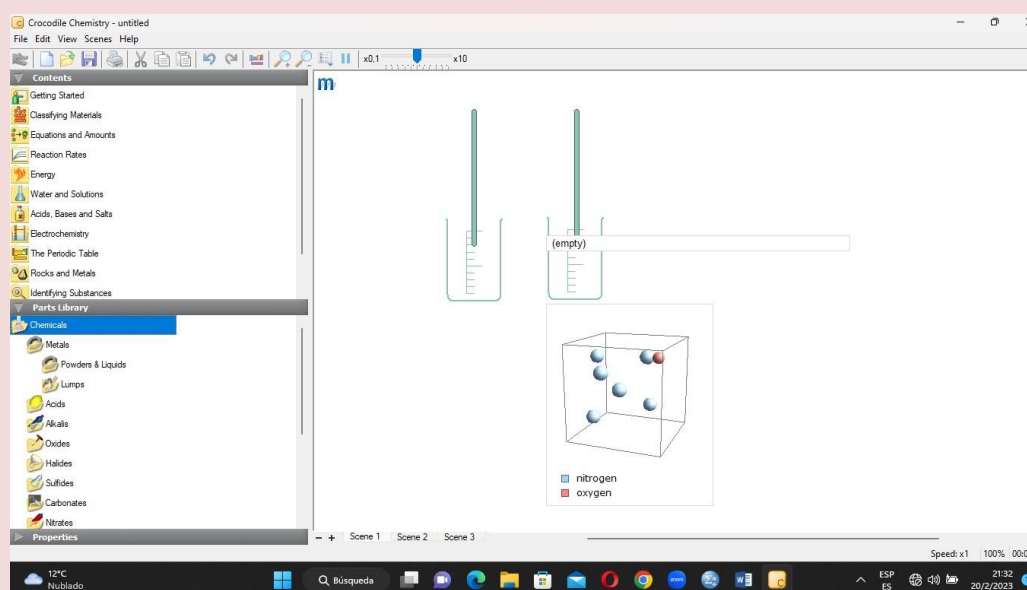 Crocodile Chemistry - untitled
File Edit View Scenes Help
x0.1 x10
Contents
Getting Started
Classifying Materials
Equations and Amounts
Reaction Rates
Energy
Water and Solutions
Acids, Bases and Salts
Electrochemistry
The Periodic Table
Rocks and Metals
Identifying Substances
Parts Library
Chemicals
Metals
Powders & Liquids
Lumps
Acids
Alkalis
Oxides
Halides
Sulfides
Carbonates
Nitrates
Properties
m
(empty)
nitrogen
oxygen
- + Scene 1 Scene 2 Scene 3
Speed: x1 100%
12°C
Nublado
Búsqueda
zoom
ESP
ES
21:32
20/2/2023